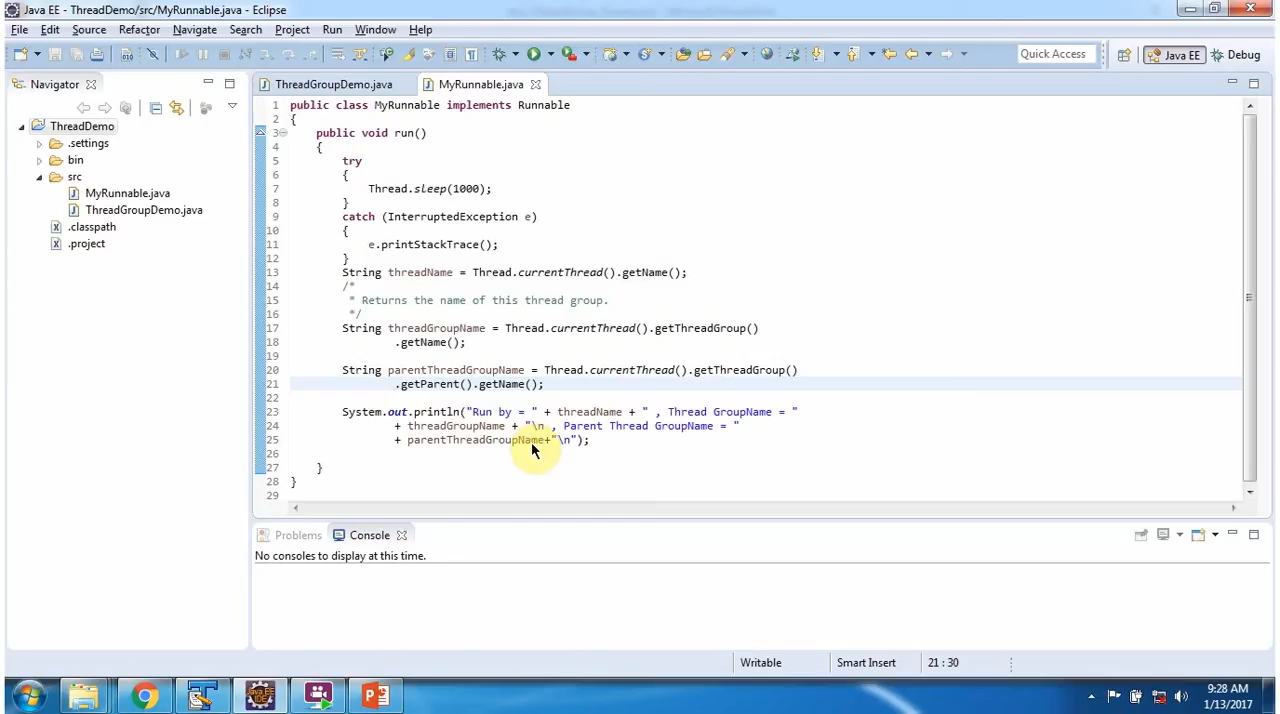 Java EE - ThreadDemo/src/MyRunnable.java - Eclipse
File Edit Source Refactor Navigate Search Project Run Window Help
Quick Access Java EE Debug
Navigator
ThreadDemo
.settings
bin
src
MyRunnable.java
ThreadGroupDemo.java
.classpath
.project
ThreadGroupDemo.java MyRunnable.java
1 public class MyRunnable implements Runnable
2 {
3 public void run()
4 {
5 try
6 {
7 Thread.sleep(1000);
8 }
9 catch (InterruptedException e)
10 {
11 e.printStackTrace();
12 }
13 String threadName = Thread.currentThread().getName();
14 /*
15 * Returns the name of this thread group.
16 */
17 String threadGroupName = Thread.currentThread().getThreadGroup()
18 .getName();
19
20 String parentThreadGroupName = Thread.currentThread().getThreadGroup()
21 .getParent().getName();
22
23 System.out.println("Run by = " + threadName + " , Thread GroupName = "
24 + threadGroupName + "\n , Parent Thread GroupName = "
25 + parentThreadGroupName+"\n");
26
27 }
28 }
29
Problems Console
No consoles to display at this time.
Writable Smart Insert 21 : 30
9:28 AM
1/13/2017